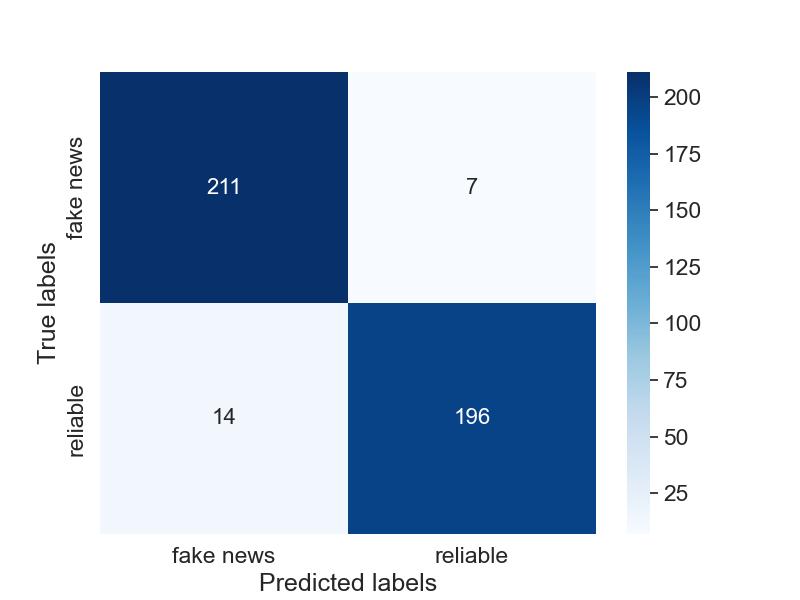 True labels
fake news
reliable
211
7
14
196
fake news
reliable
Predicted labels
200
175
150
125
100
75
50
25